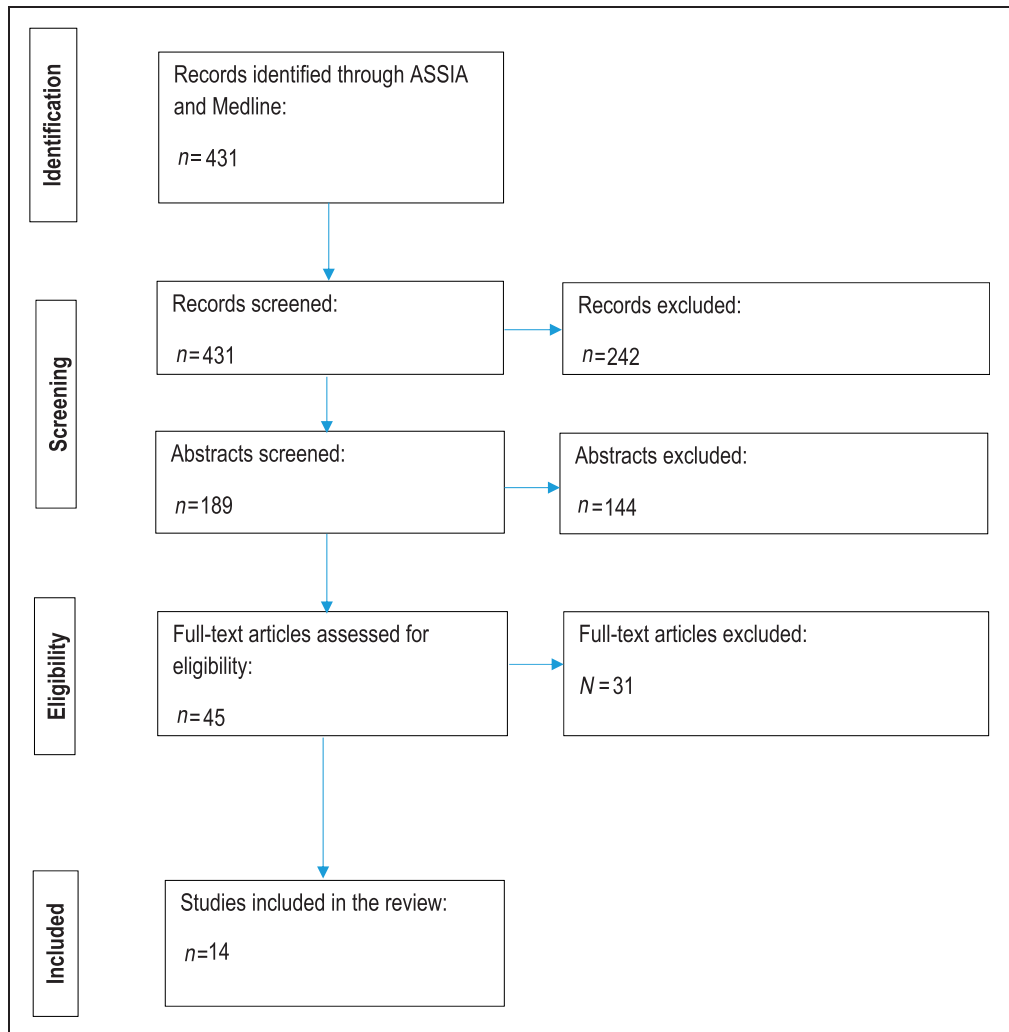 Identification
Records identified through ASSIA
and Medline:
n= 431
Screening
Records screened:
n= 431
Records excluded:
n=242
Abstracts screened:
n=189
Abstracts excluded:
n= 144
Eligibility
Full-text articles assessed for
eligibility:
n= 45
Full-text articles excluded:
N = 31
Included
Studies included in the review:
n=14